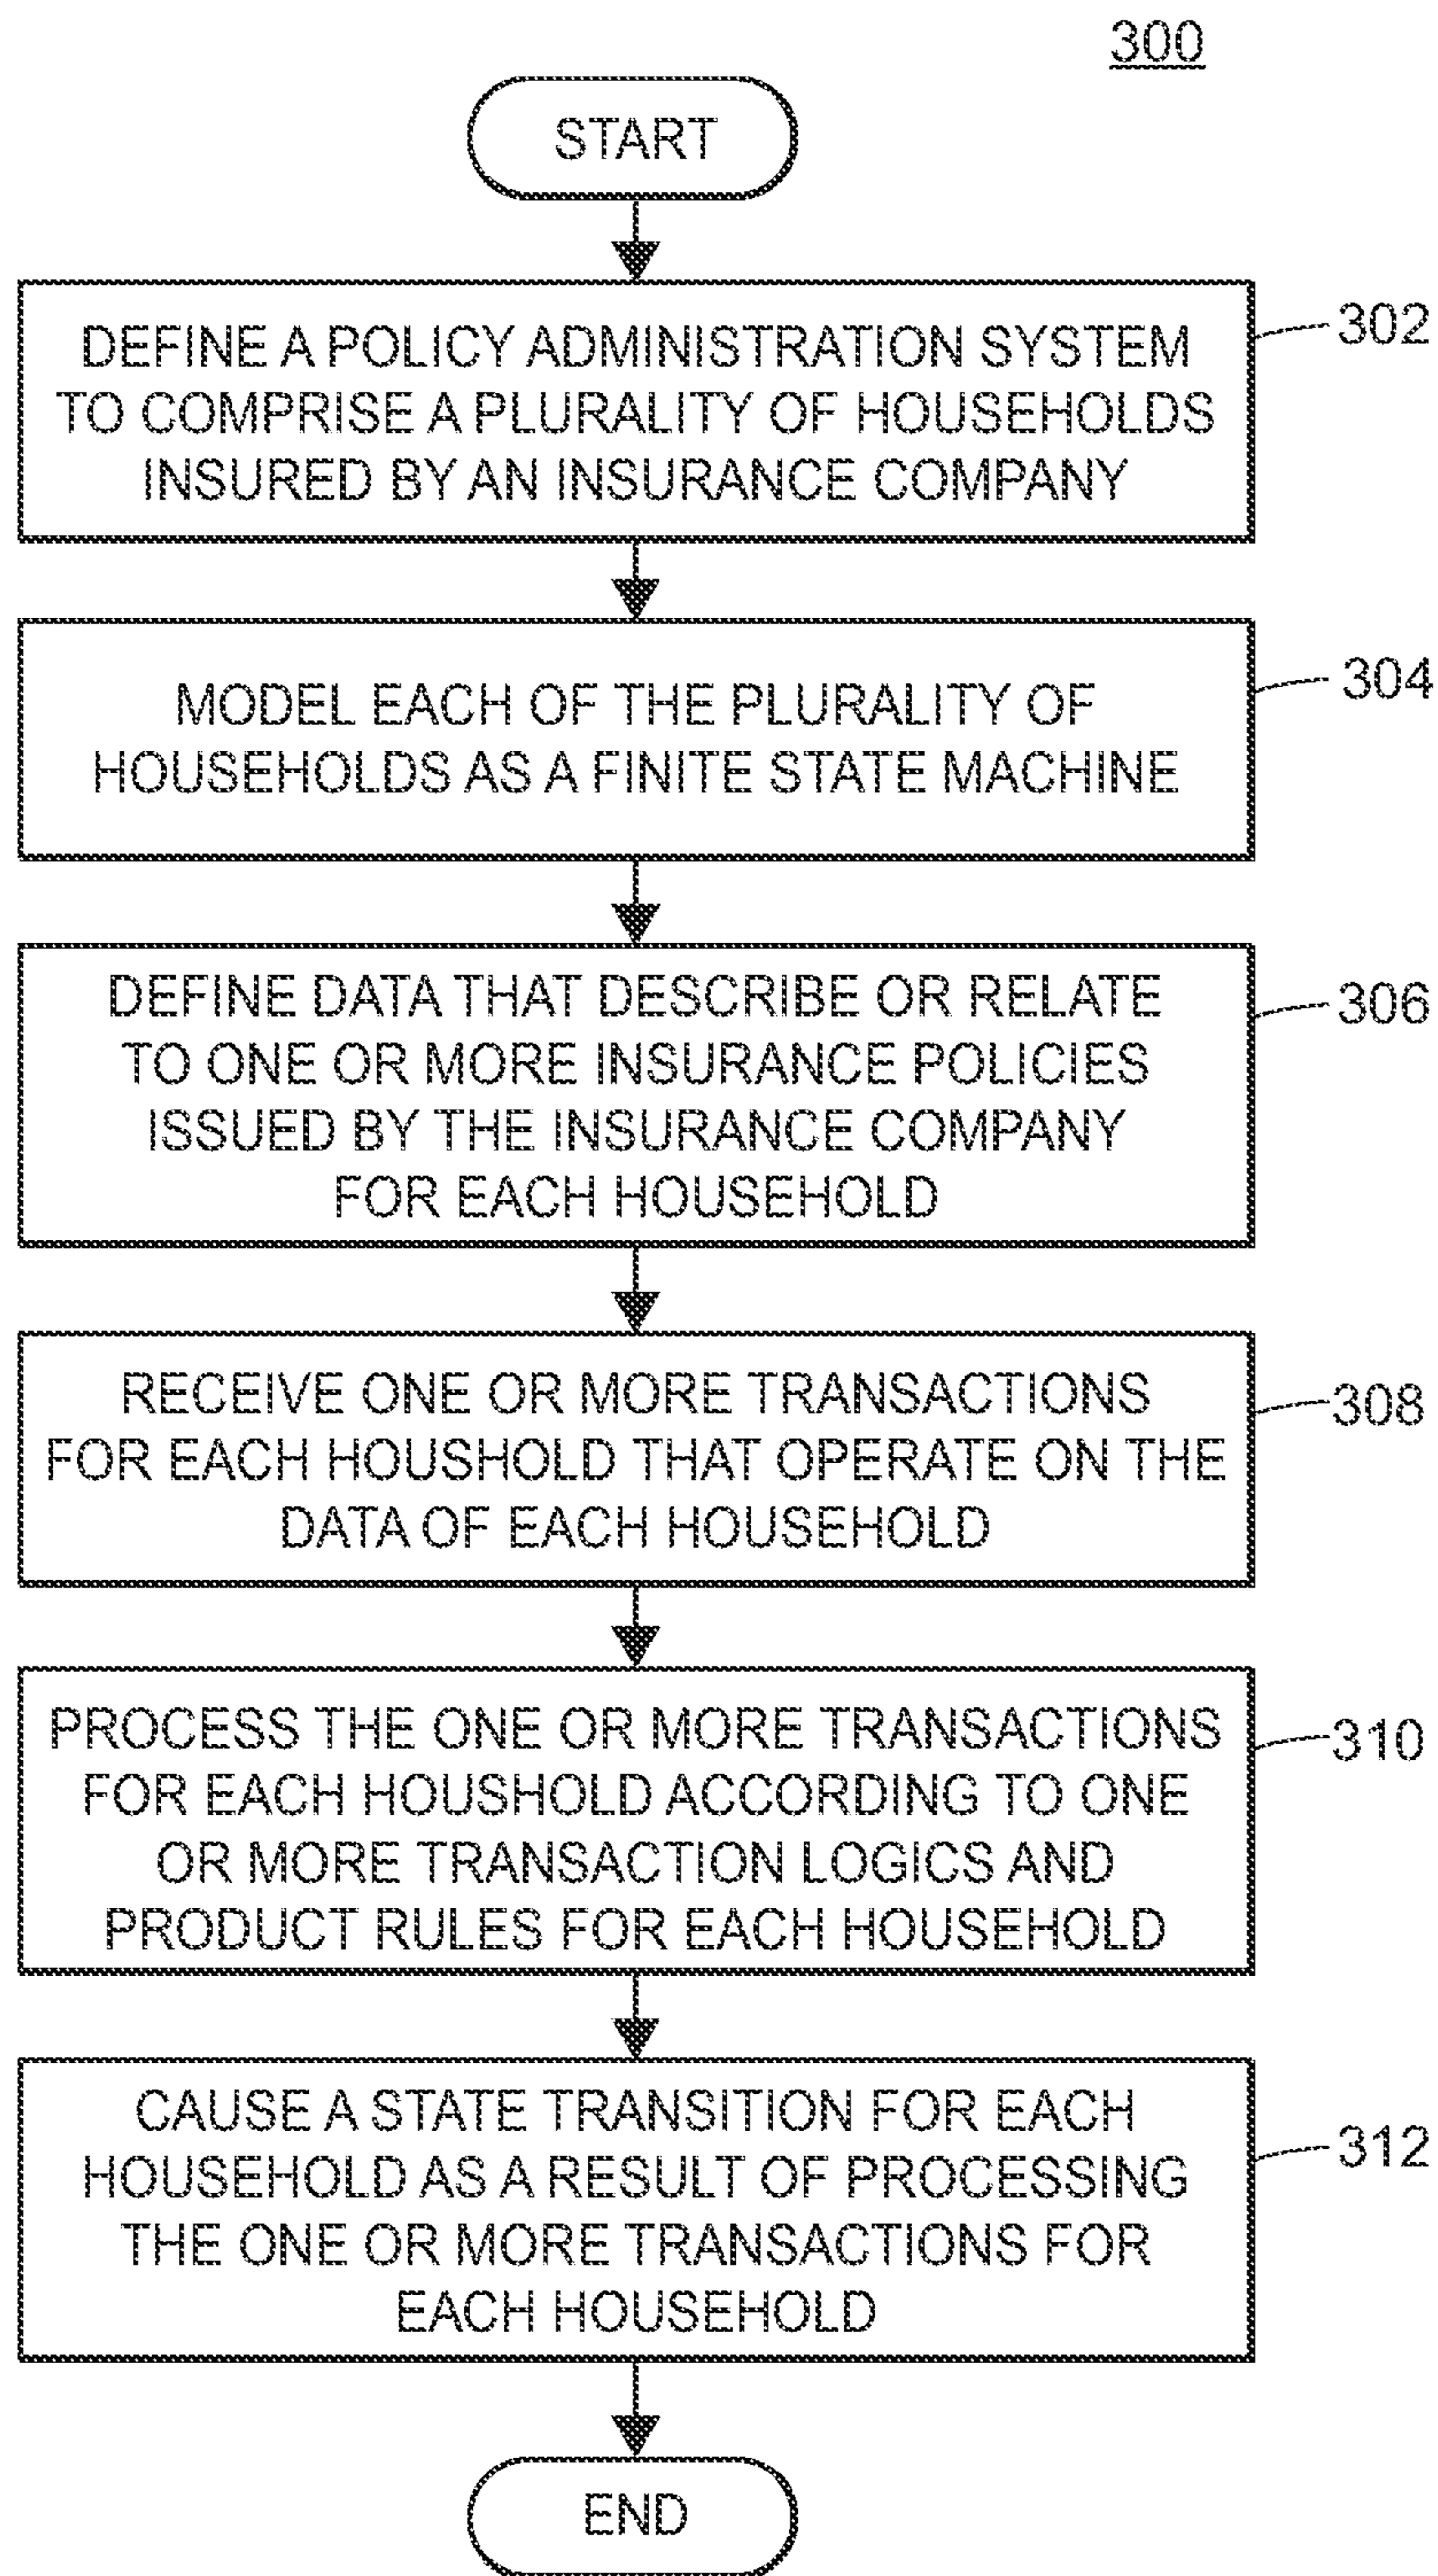 300
START
DEFINE A POLICY ADMINISTRATION SYSTEM
TO COMPRISE A PLURALITY OF HOUSEHOLDS
INSURED BY AN INSURANCE COMPANY
302
MODEL EACH OF THE PLURALITY OF
HOUSEHOLDS AS A FINITE STATE MACHINE
304
DEFINE DATA THAT DESCRIBE OR RELATE
TO ONE OR MORE INSURANCE POLICIES
ISSUED BY THE INSURANCE COMPANY
FOR EACH HOUSEHOLD
306
RECEIVE ONE OR MORE TRANSACTIONS
FOR EACH HOUSHOLD THAT OPERATE ON THE
DATA OF EACH HOUSEHOLD
308
PROCESS THE ONE OR MORE TRANSACTIONS
FOR EACH HOUSHOLD ACCORDING TO ONE
OR MORE TRANSACTION LOGICS AND
PRODUCT RULES FOR EACH HOUSEHOLD
310
CAUSE A STATE TRANSITION FOR EACH
HOUSEHOLD AS A RESULT OF PROCESSING
THE ONE OR MORE TRANSACTIONS FOR
EACH HOUSEHOLD
312
END